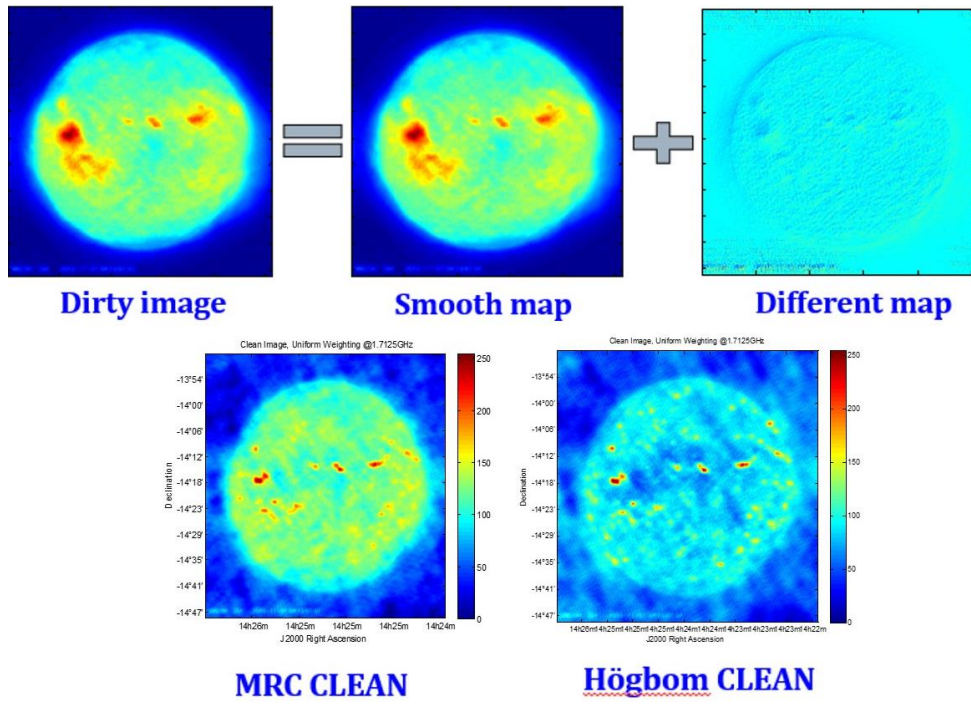 Dirty image
Smooth map
Different map
Clean Image, Uniform Weighting @1.7125GHz
-13°54'
-14°00'
-14°06'
-14°12'
-14°18'
-14°23'
-14°29'
-14°35'
-14°41'
-14°47'
Declination
14h26m 14h25m 14h25m 14h25m 14h24m
J2000 Right Ascension
250
200
150
100
50
0
MRC CLEAN
Clean Image, Uniform Weighting @1.7125GHz
-13°54'
-14°00'
-14°06'
-14°12'
-14°18'
-14°23'
-14°29'
-14°35'
-14°41'
-14°47'
Declination
14h26m14h25m14h25m14h25m14h24m14h24m14h23m14h23m14h22m
J2000 Right Ascension
250
200
150
100
50
0
Högbom CLEAN